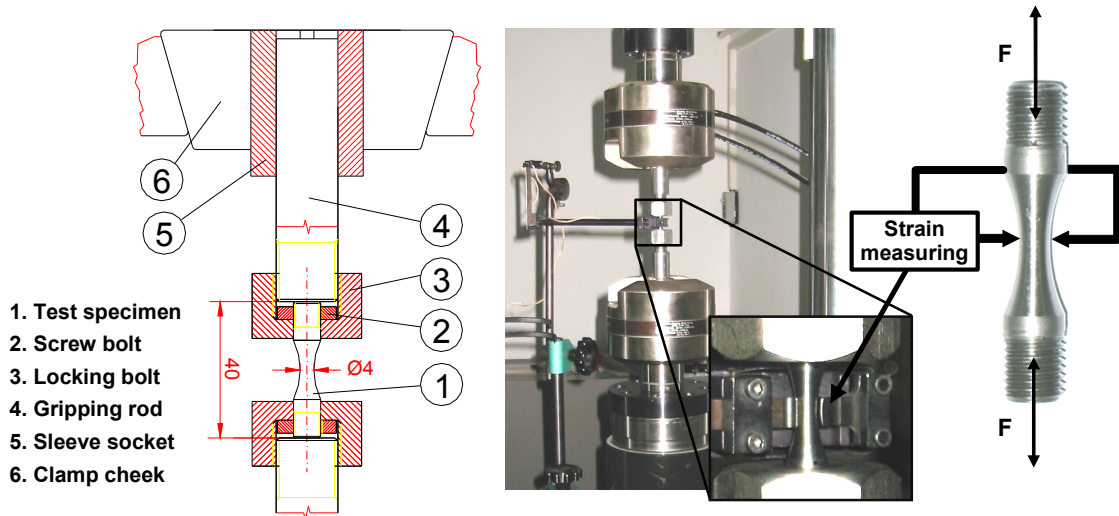 6
5
4
3
2
1
40
Ø4
1. Test specimen
2. Screw bolt
3. Locking bolt
4. Gripping rod
5. Sleeve socket
6. Clamp cheek
F
Strain
measuring
F